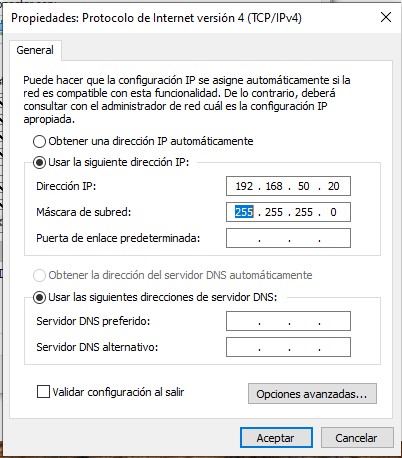 Propiedades: Protocolo de Internet versión 4 (TCP/IPv4)
General
Puede hacer que la configuración IP se asigne automáticamente si la
red es compatible con esta funcionalidad. De lo contrario, deberá
consultar con el administrador de red cuál es la configuración IP
apropiada.
Obtener una dirección IP automáticamente
Usar la siguiente dirección IP:
Dirección IP: 192 . 168 . 50 . 20
Máscara de subred: 255 . 255 . 255 . 0
Puerta de enlace predeterminada: . . .
Obtener la dirección del servidor DNS automáticamente
Usar las siguientes direcciones de servidor DNS:
Servidor DNS preferido: . . .
Servidor DNS alternativo: . . .
Validar configuración al salir
Opciones avanzadas...
Aceptar Cancelar